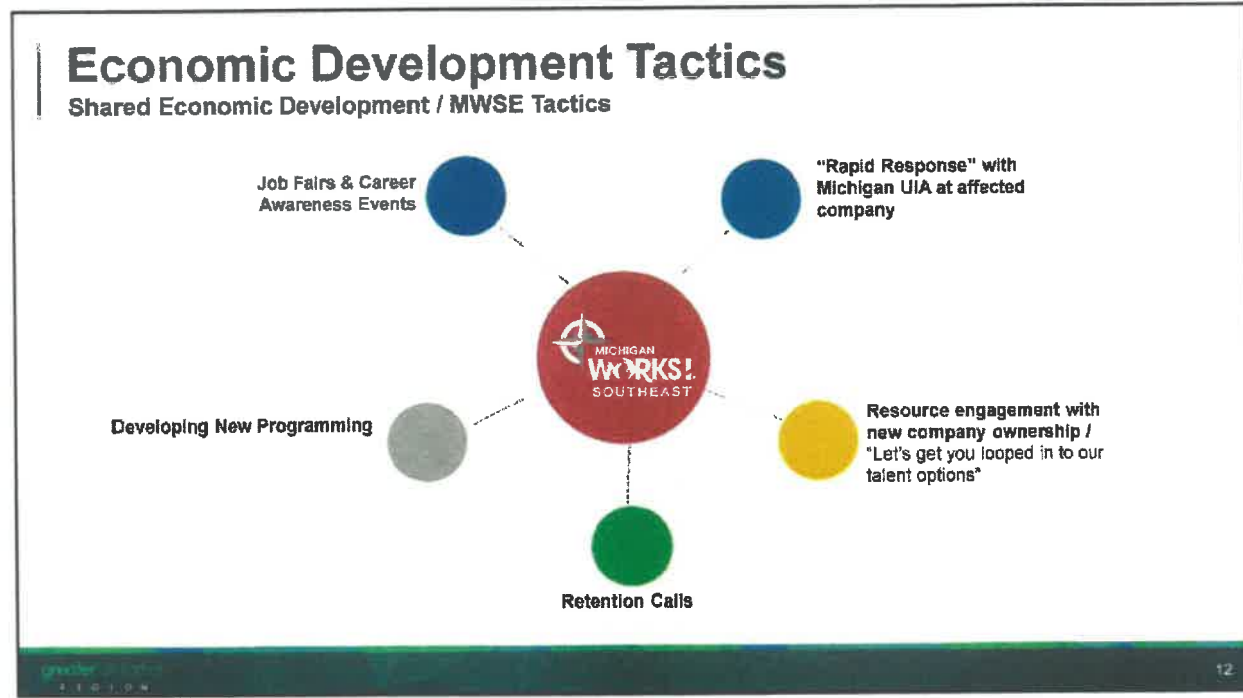 Economic Development Tactics
Shared Economic Development / MWSE Tactics
Job Fairs & Career
Awareness Events
"Rapid Response" with
Michigan UIA at affected
company
MICHIGAN
WORKS!
SOUTHEAST
Developing New Programming
Resource engagement with
new company ownership /
"Let's get you looped in to our
talent options"
Retention Calls
greater
REGION
12